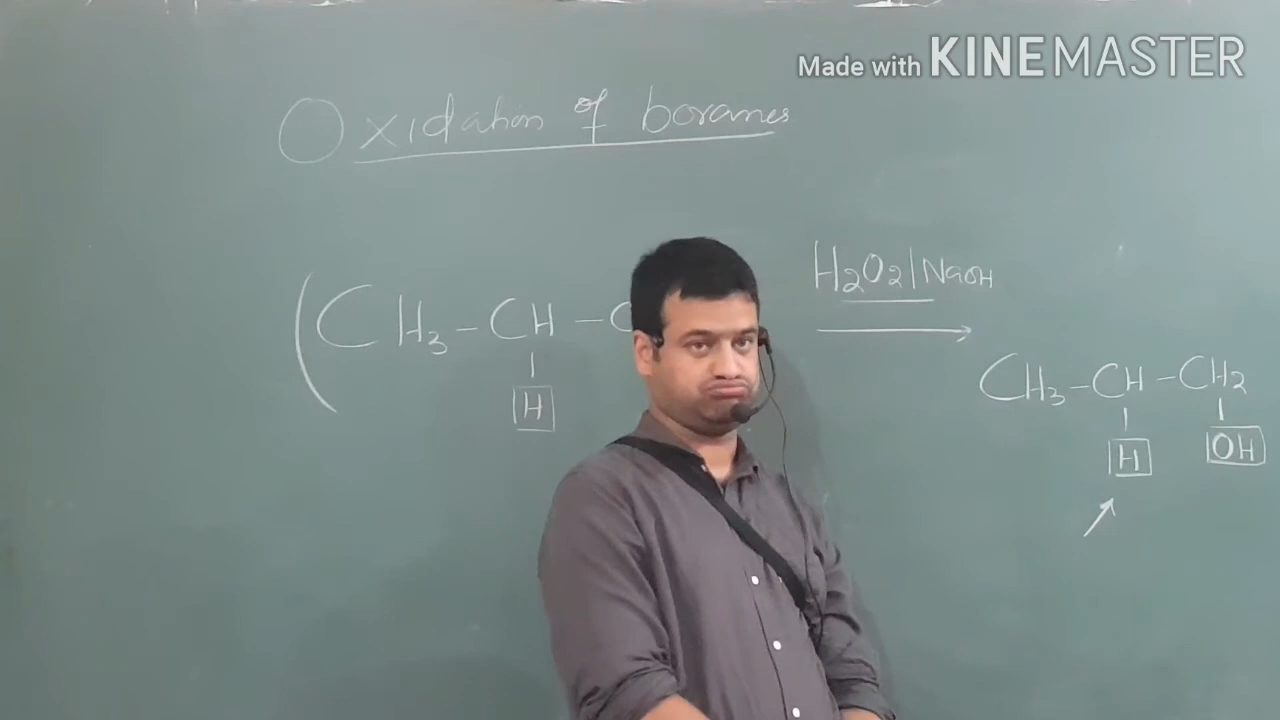 Made with KINEMASTER
Oxidation of boranes
H2O2|NaOH
(CH3-CH-C
H
CH3-CH-CH2
H OH